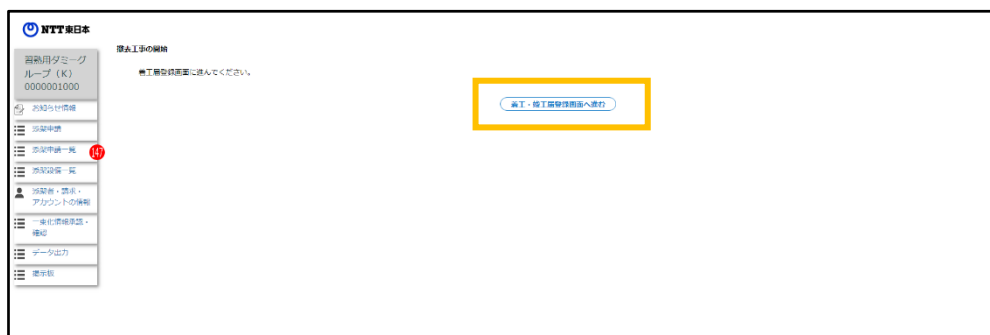 NTT東日本
習熟用ダミーグ
ループ（K）
0000001000
お知らせ情報
添架申請
添架申請一覧
147
添架設備一覧
添架者・請求・
アカウントの情報
一束化情報承諾・
確認
データ出力
掲示板
撤去工事の開始
着工届登録画面に進んでください。
着工・竣工届登録画面へ進む